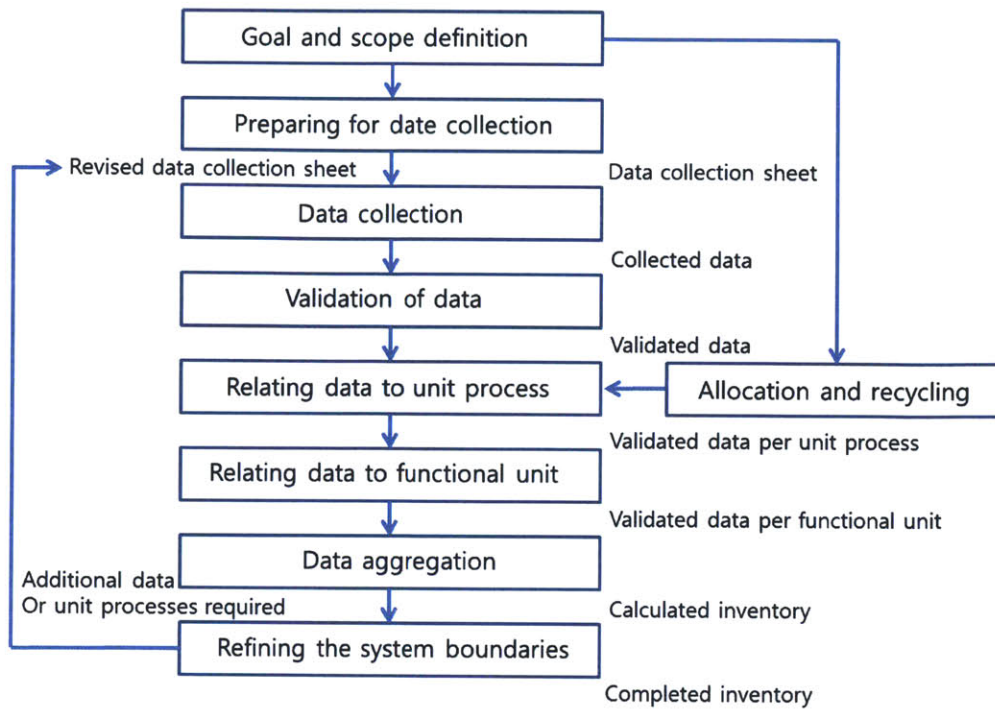 Goal and scope definition
Preparing for date collection
Revised data collection sheet
Data collection sheet
Data collection
Collected data
Validation of data
Validated data
Relating data to unit process
Allocation and recycling
Validated data per unit process
Relating data to functional unit
Validated data per functional unit
Data aggregation
Additional data
Or unit processes required
Calculated inventory
Refining the system boundaries
Completed inventory